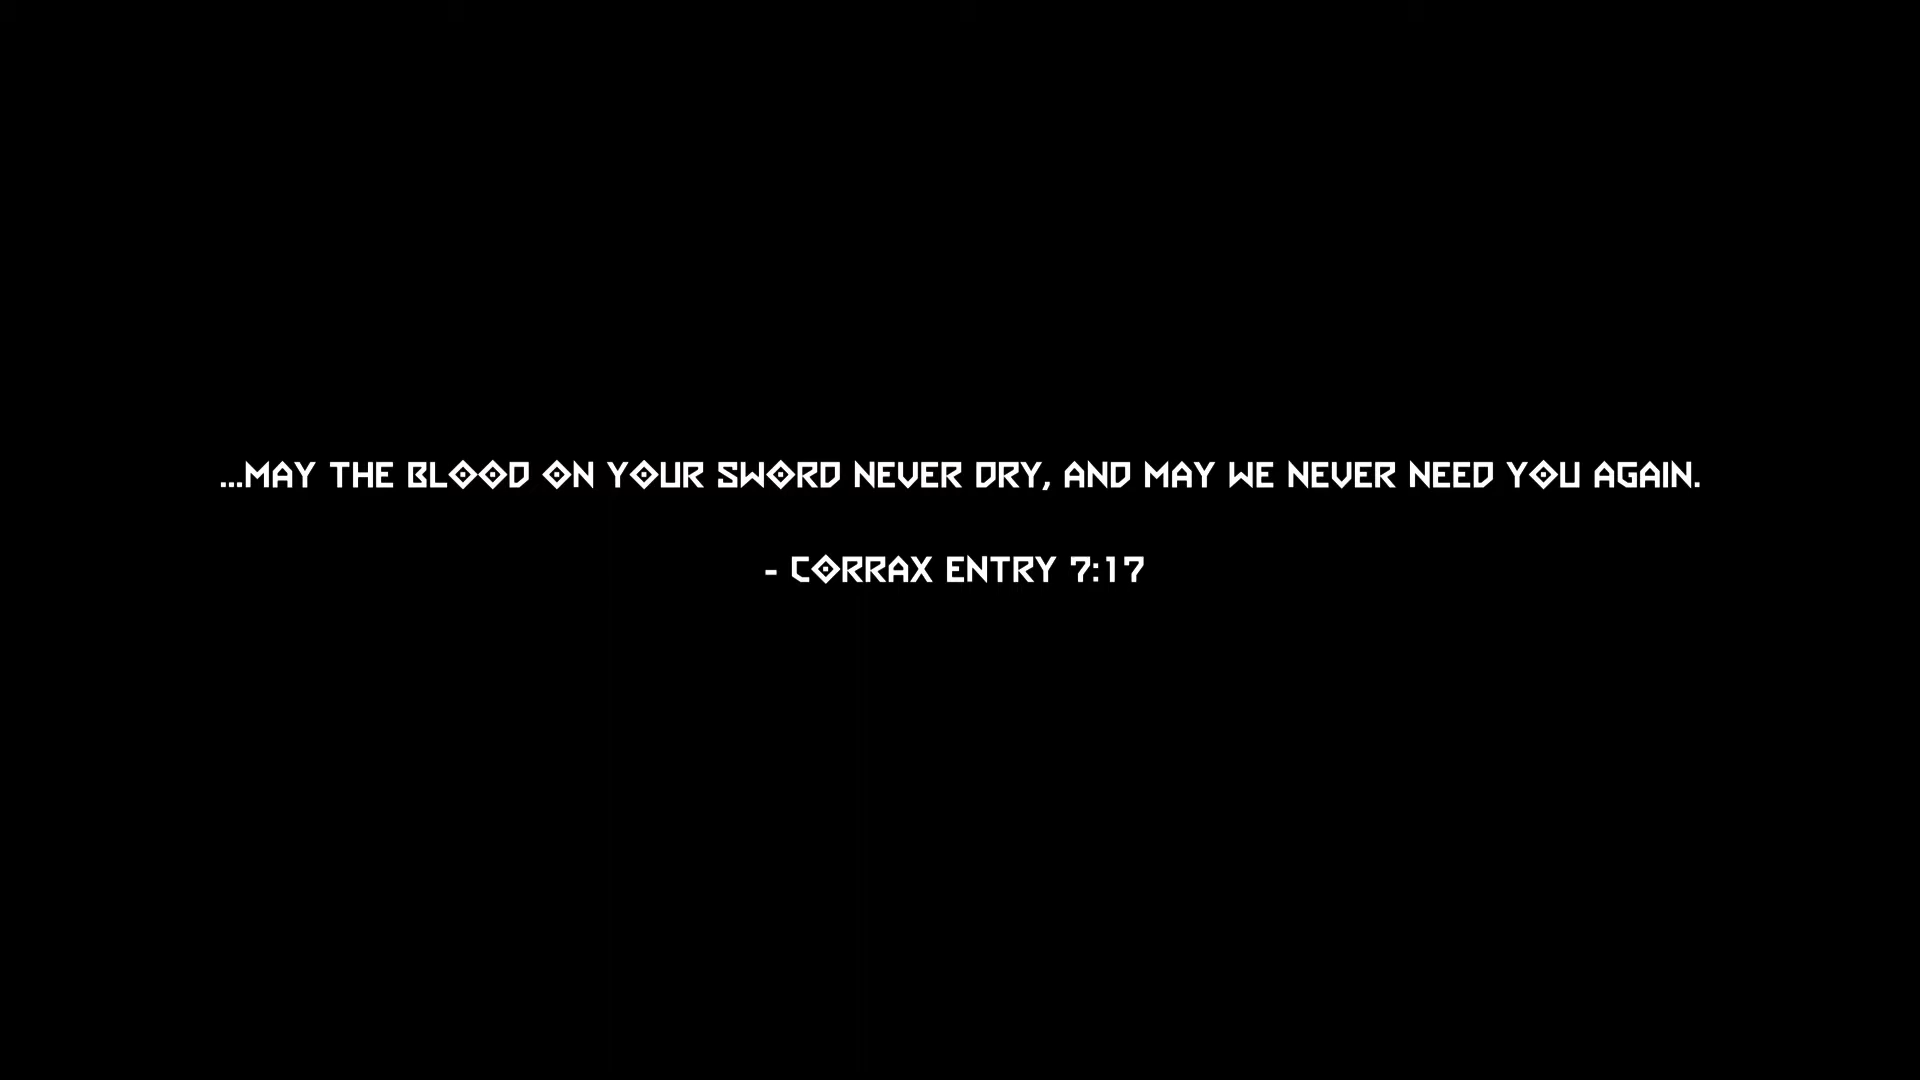 ...MAY THE BLOOD ON YOUR SWORD NEVER DRY, AND MAY WE NEVER NEED YOU AGAIN.
- CORRAX ENTRY 7:17